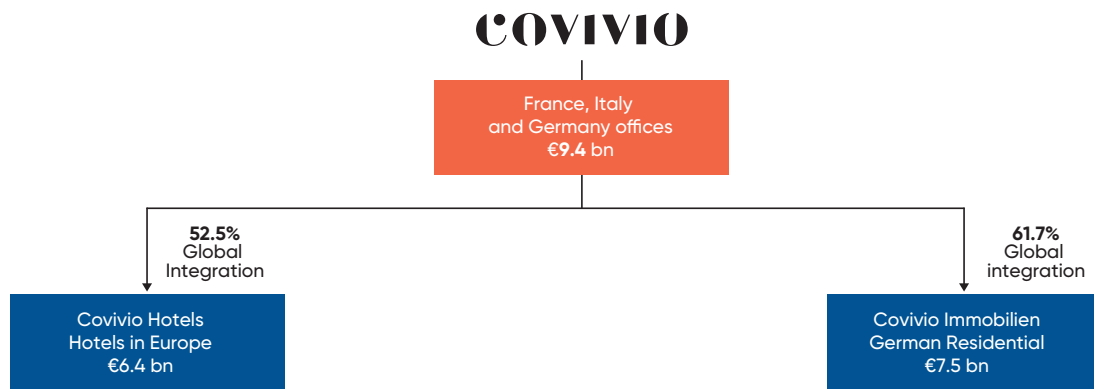 COVIVIO
France, Italy
and Germany offices
€9.4 bn
52.5%
Global
Integration
61.7%
Global
integration
Covivio Hotels
Hotels in Europe
€6.4 bn
Covivio Immobilien
German Residential
€7.5 bn